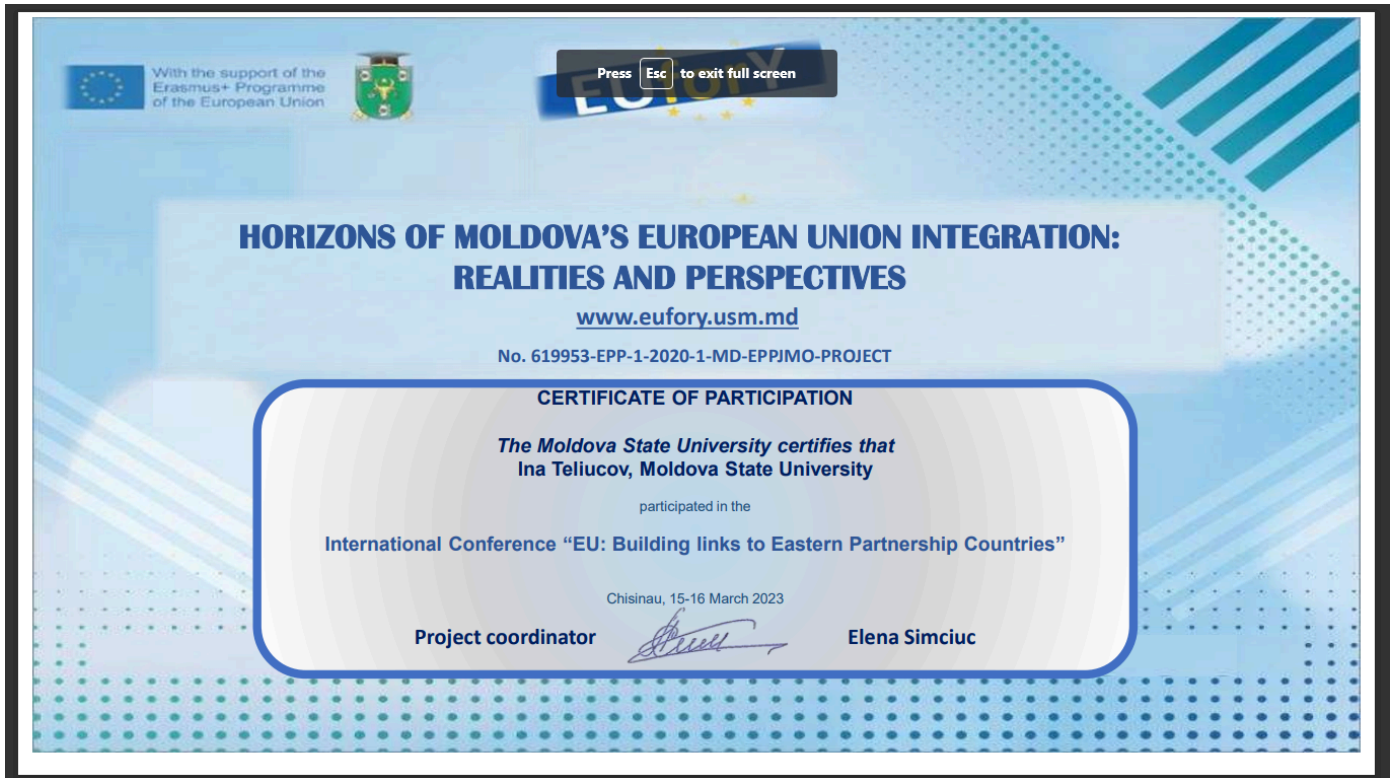 With the support of the
Erasmus+ Programme
of the European Union
EUforY
Press Esc to exit full screen
HORIZONS OF MOLDOVA'S EUROPEAN UNION INTEGRATION:
REALITIES AND PERSPECTIVES
www.eufory.usm.md
No. 619953-EPP-1-2020-1-MD-EPPJMO-PROJECT
CERTIFICATE OF PARTICIPATION
The Moldova State University certifies that
Ina Teliucov, Moldova State University
participated in the
International Conference “EU: Building links to Eastern Partnership Countries”
Chisinau, 15-16 March 2023
Project coordinator Elena Simciuc